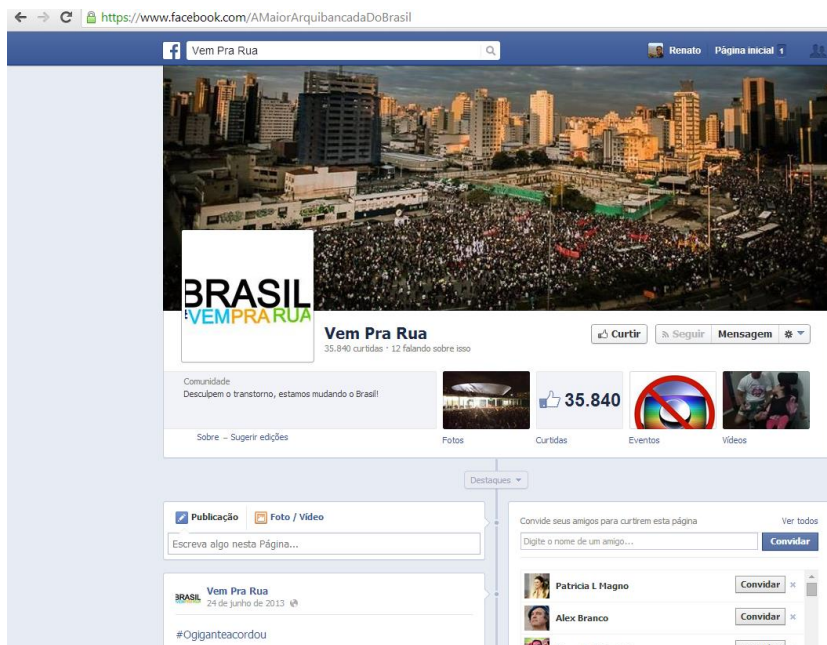 https://www.facebook.com/AMaiorArquibancadaDoBrasil
Vem Pra Rua
Renato Página inicial 1
BRASIL
#VEMPRARUA
Vem Pra Rua
35.840 curtidas · 12 falando sobre isso
Curtir Seguir Mensagem
Comunidade
Desculpem o transtorno, estamos mudando o Brasil!
35.840
Sobre – Sugerir edições
Fotos Curtidas Eventos Vídeos
Destaques
Publicação Foto / Vídeo
Escreva algo nesta Página...
BRASIL
Vem Pra Rua
24 de junho de 2013
#Ogiganteacordou
Convide seus amigos para curtirem esta página Ver todos
Digite o nome de um amigo... Convidar
Patricia L Magno Convidar
Alex Branco Convidar